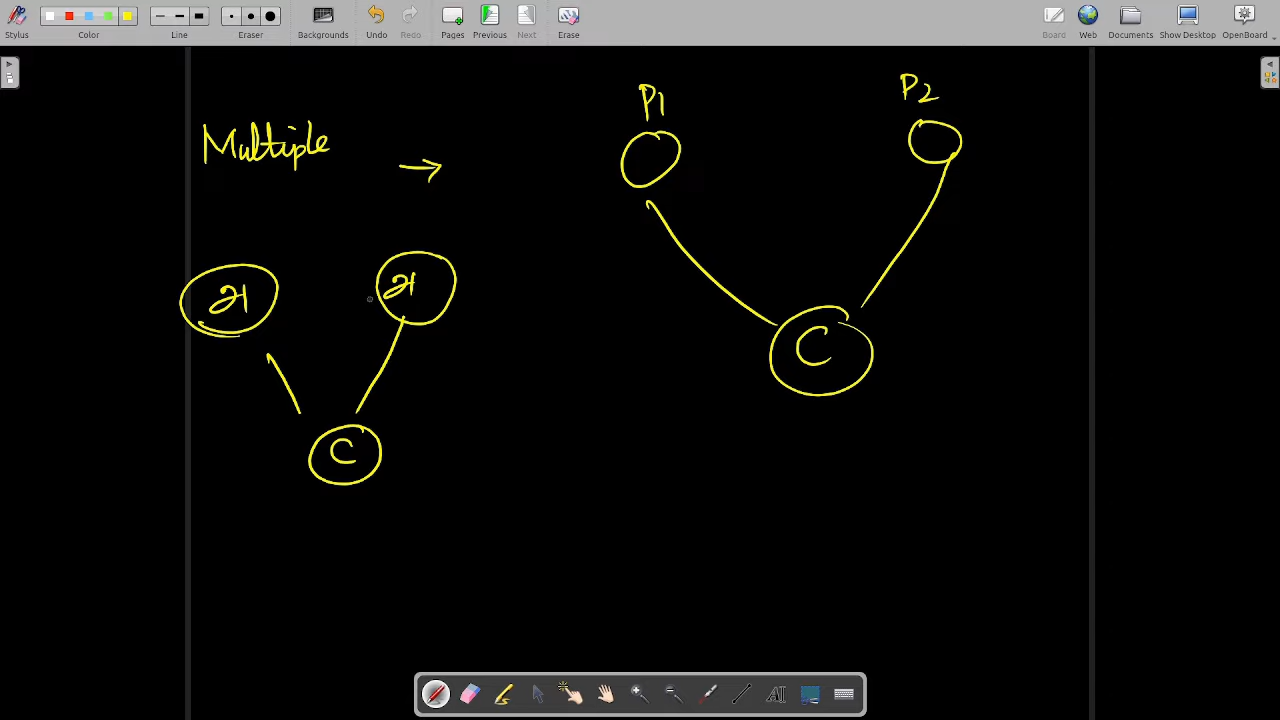 Stylus
Color
Line
Eraser
Backgrounds
Undo
Redo
Pages
Previous
Next
Erase
Board
Web
Documents
Show Desktop
OpenBoard
P1
P2
Multiple →
C
C
AI